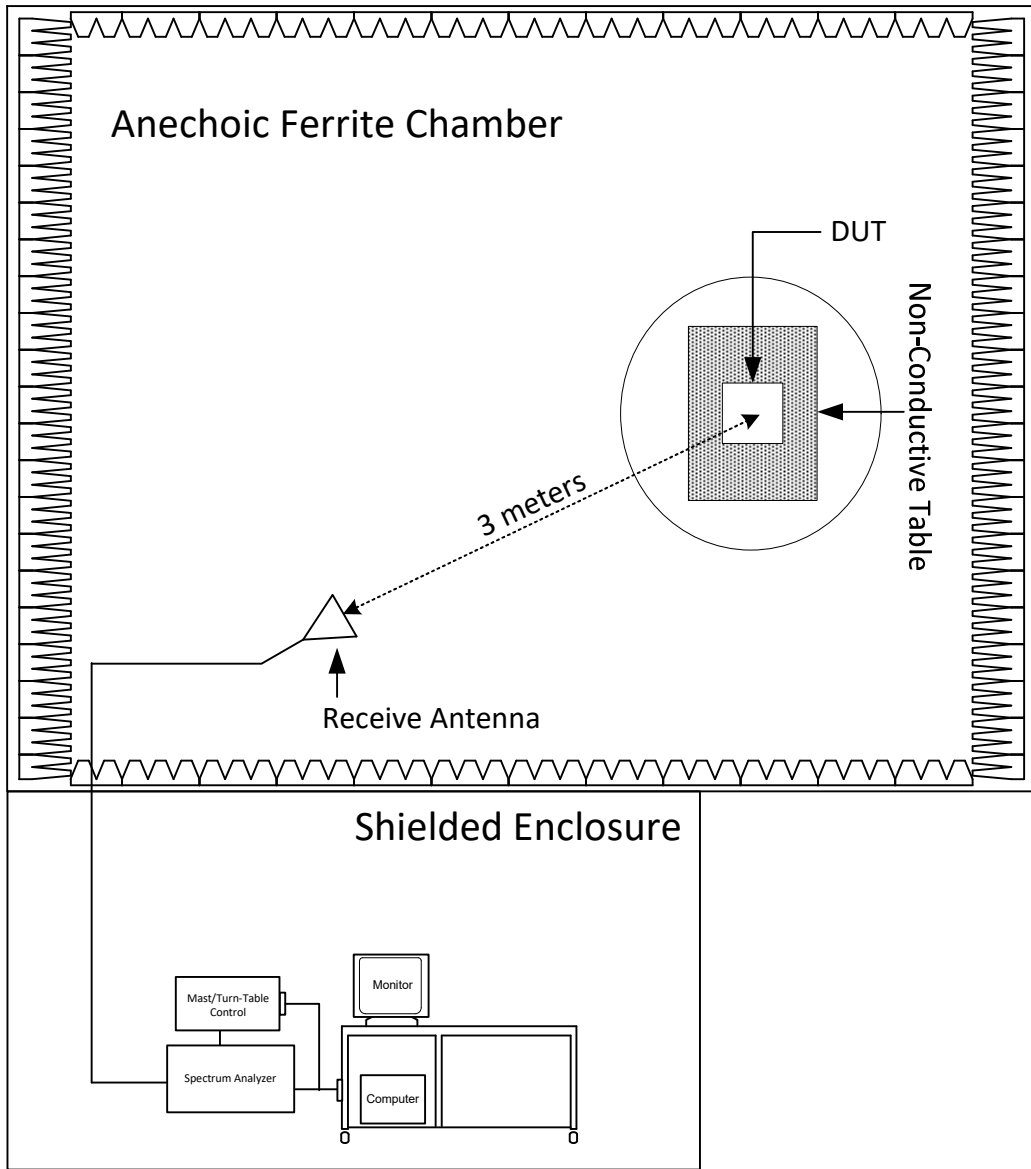 Anechoic Ferrite Chamber
DUT
Non-Conductive Table
3 meters
Receive Antenna
Shielded Enclosure
Monitor
Mast/Turn-Table
Control
Spectrum Analyzer
Computer